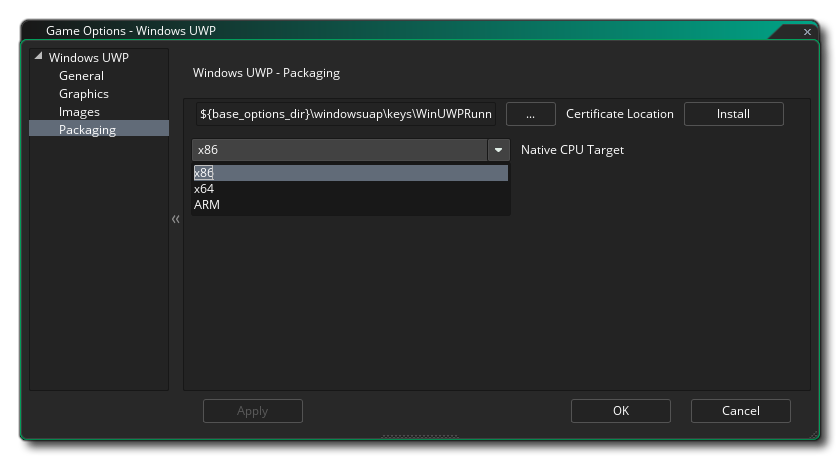 Game Options - Windows UWP
Windows UWP
General
Graphics
Images
Packaging
Windows UWP - Packaging
${base_options_dir}\windowsuap\keys\WinUWPRunn
...
Certificate Location
Install
x86
Native CPU Target
x86
x64
ARM
Apply
OK
Cancel